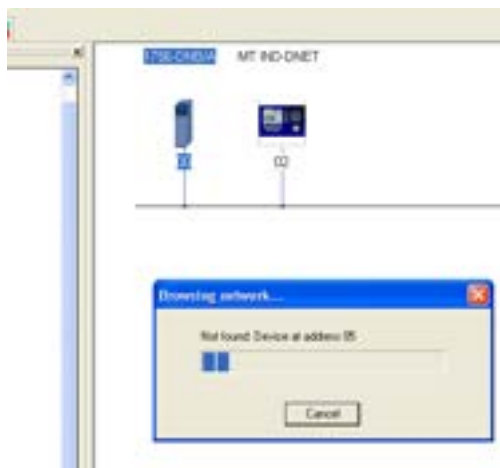 1756-DNB/A MT IND-DNET
00 02
Browsing network...
Not found: Device at address 05
Cancel